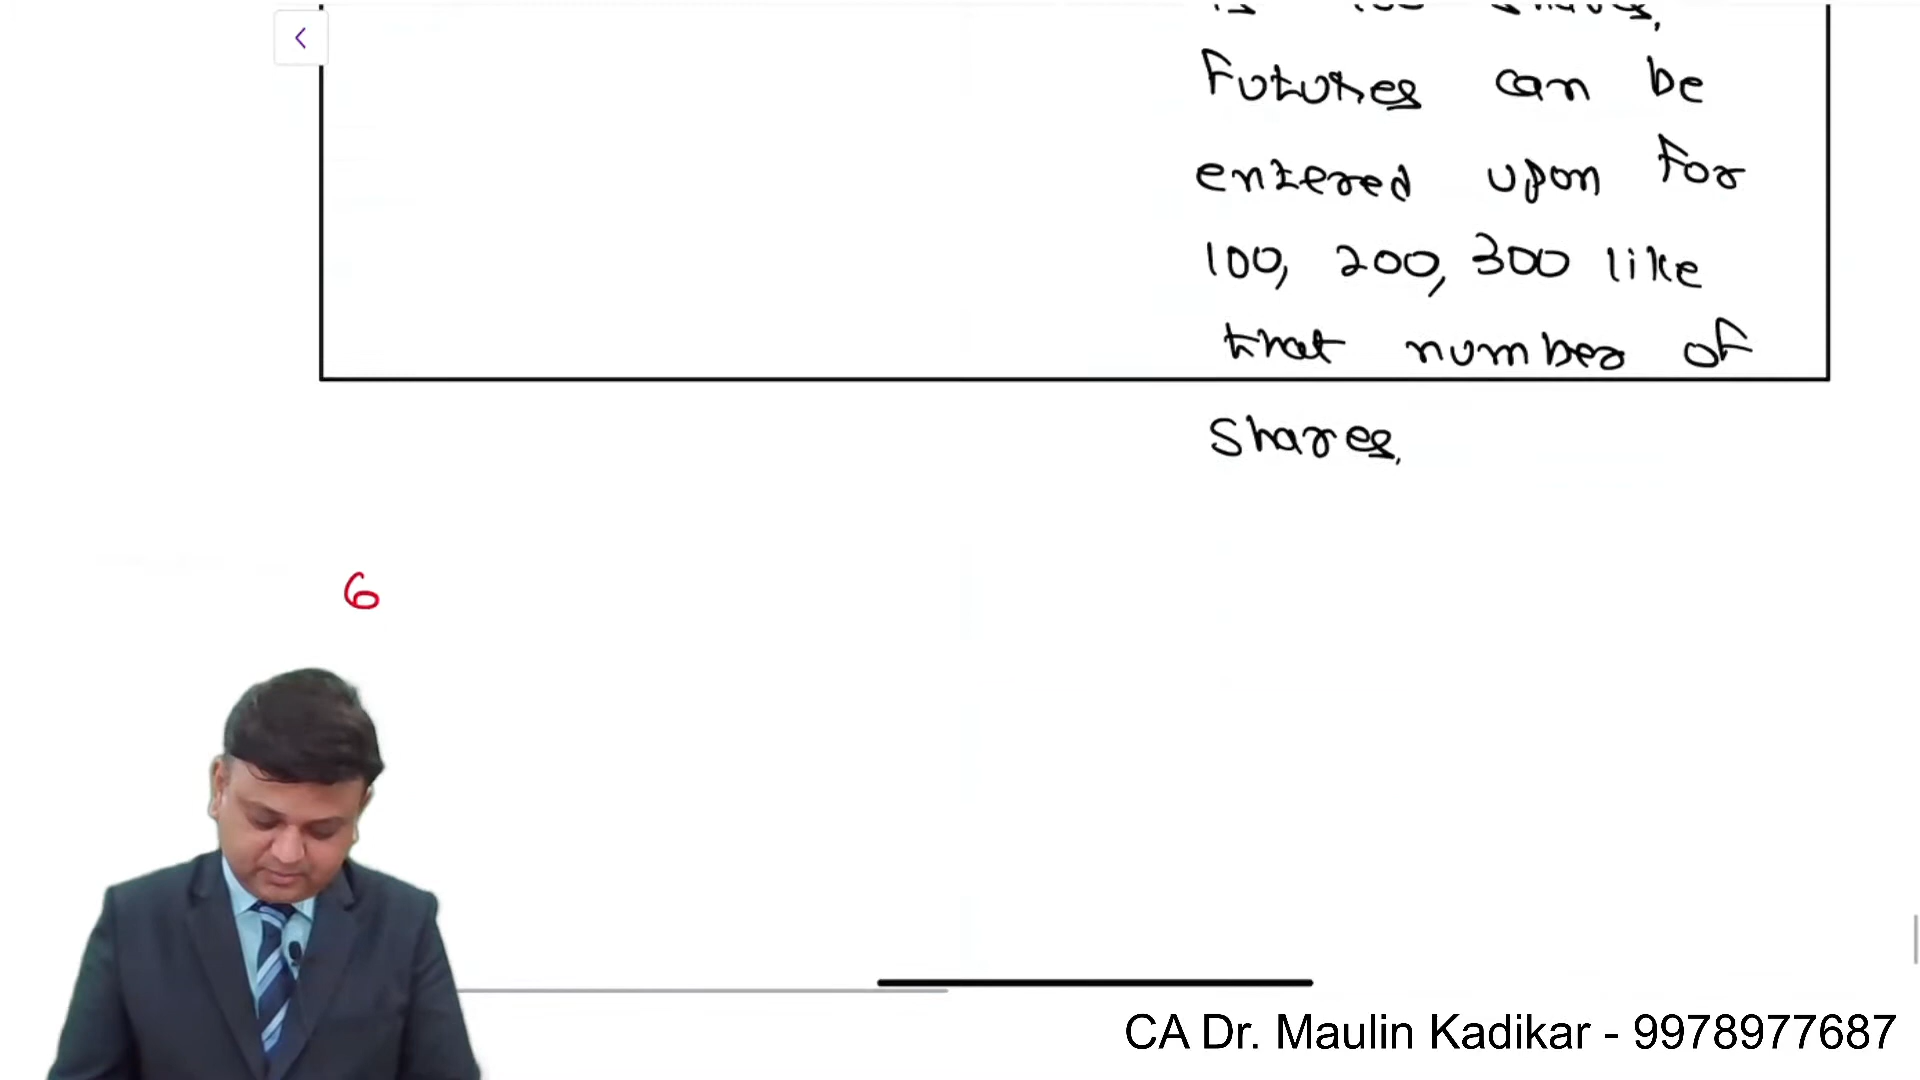 Futures can be
entered upon for
100, 200, 300 like
that number of
shares.
6
CA Dr. Maulin Kadikar - 9978977687